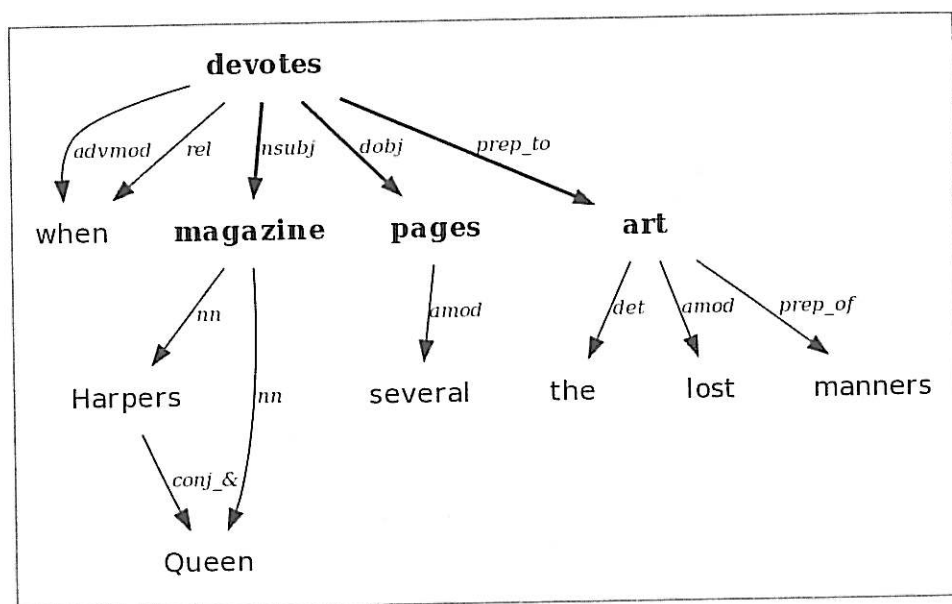 devotes
advmod rel nsubj dobj prep_to
when magazine pages art
nn nn amod det amod prep_of
Harpers several the lost manners
conj_&
Queen